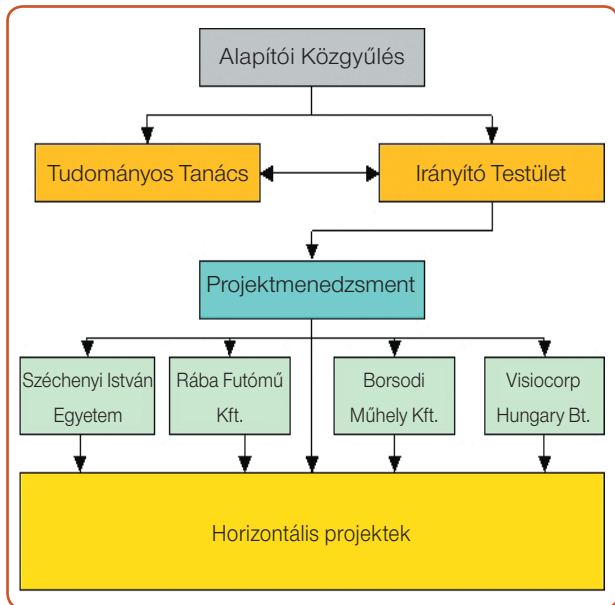 Alapítói Közgyűlés
Tudományos Tanács
Irányító Testület
Projektmenedzsment
Széchenyi István
Egyetem
Rába Futómű
Kft.
Borsodi
Műhely Kft.
Visiocorp
Hungary Bt.
Horizontális projektek